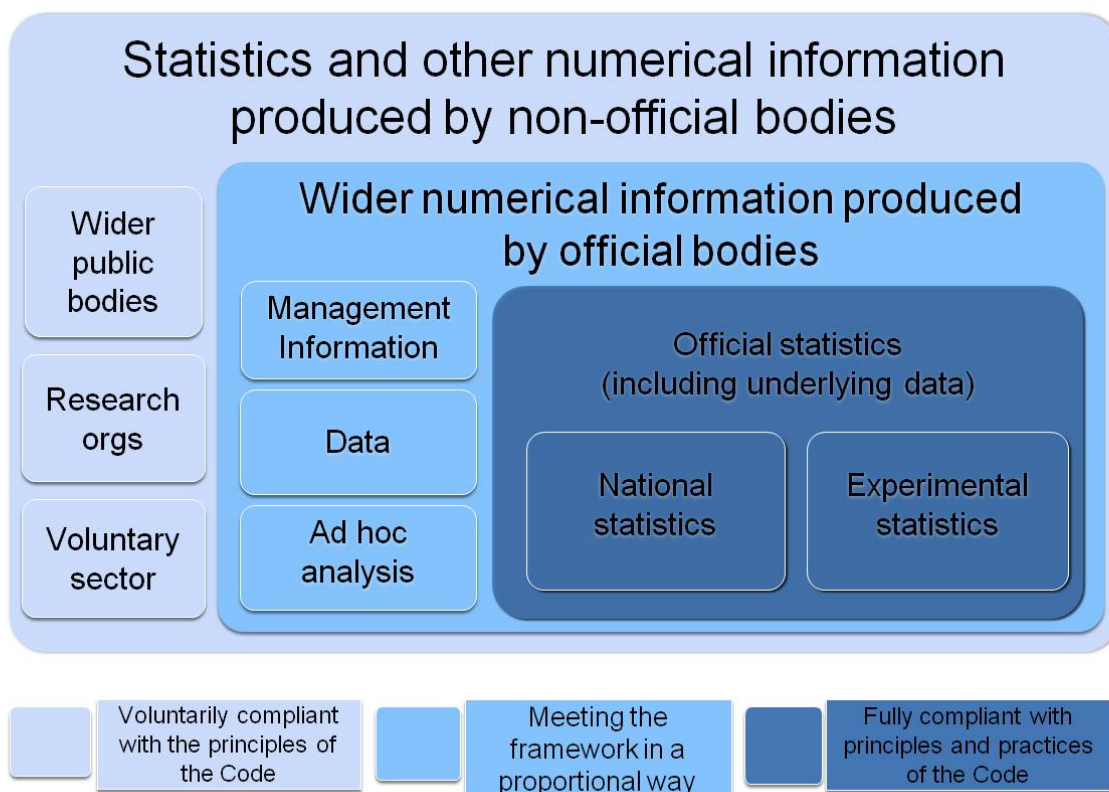 Statistics and other numerical information
produced by non-official bodies
Wider
public
bodies
Research
orgs
Voluntary
sector
Wider numerical information produced
by official bodies
Management
Information
Data
Ad hoc
analysis
Official statistics
(including underlying data)
National
statistics
Experimental
statistics
Voluntarily compliant
with the principles of
the Code
Meeting the
framework in a
proportional way
Fully compliant with
principles and practices
of the Code